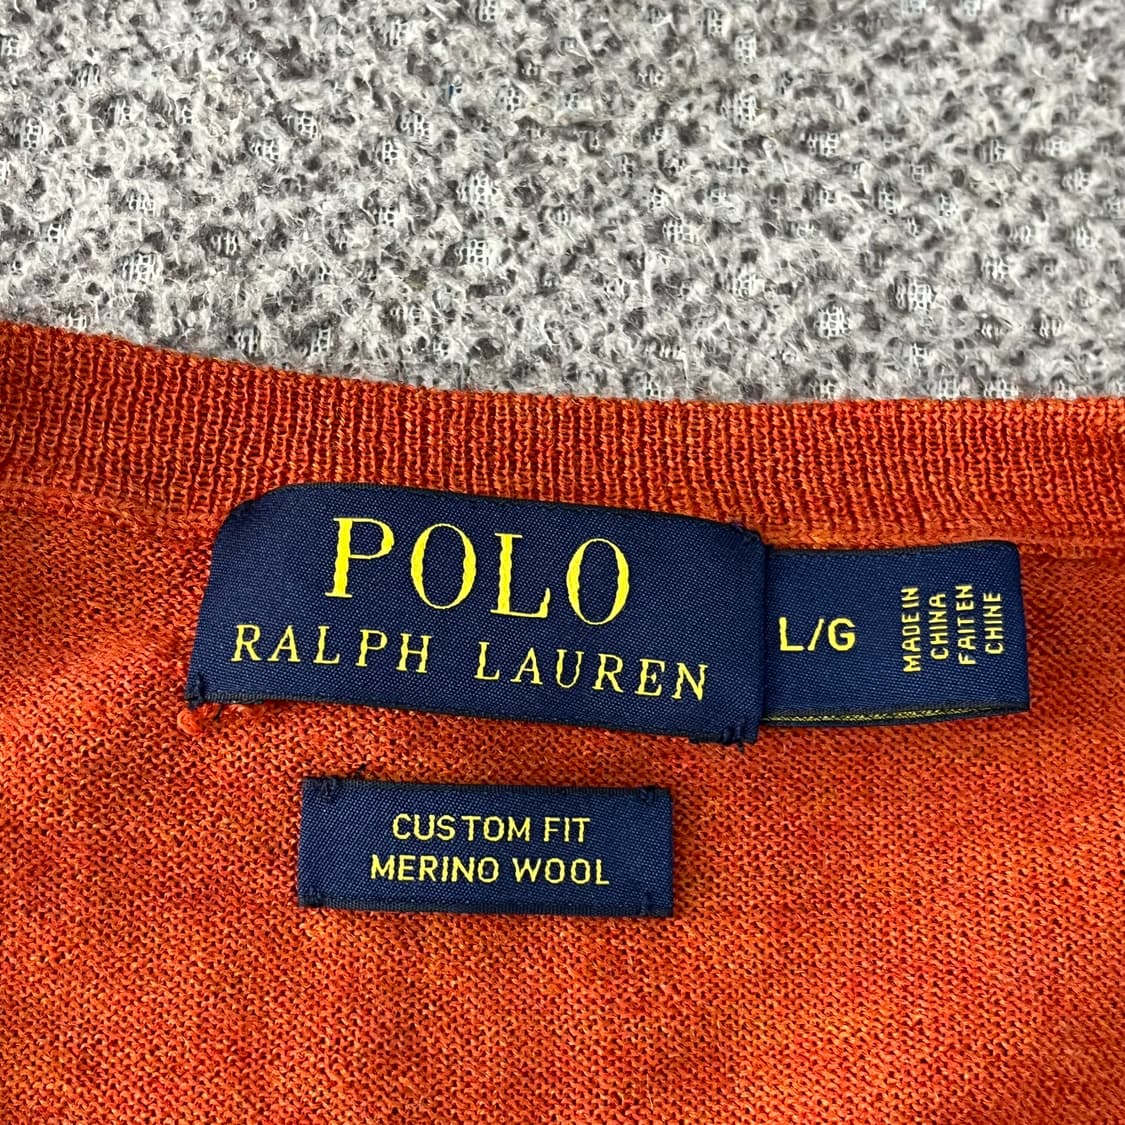 POLO
RALPH LAUREN
L/G
MADE IN
CHINA
FAIT EN
CHINE
CUSTOM FIT
MERINO WOOL